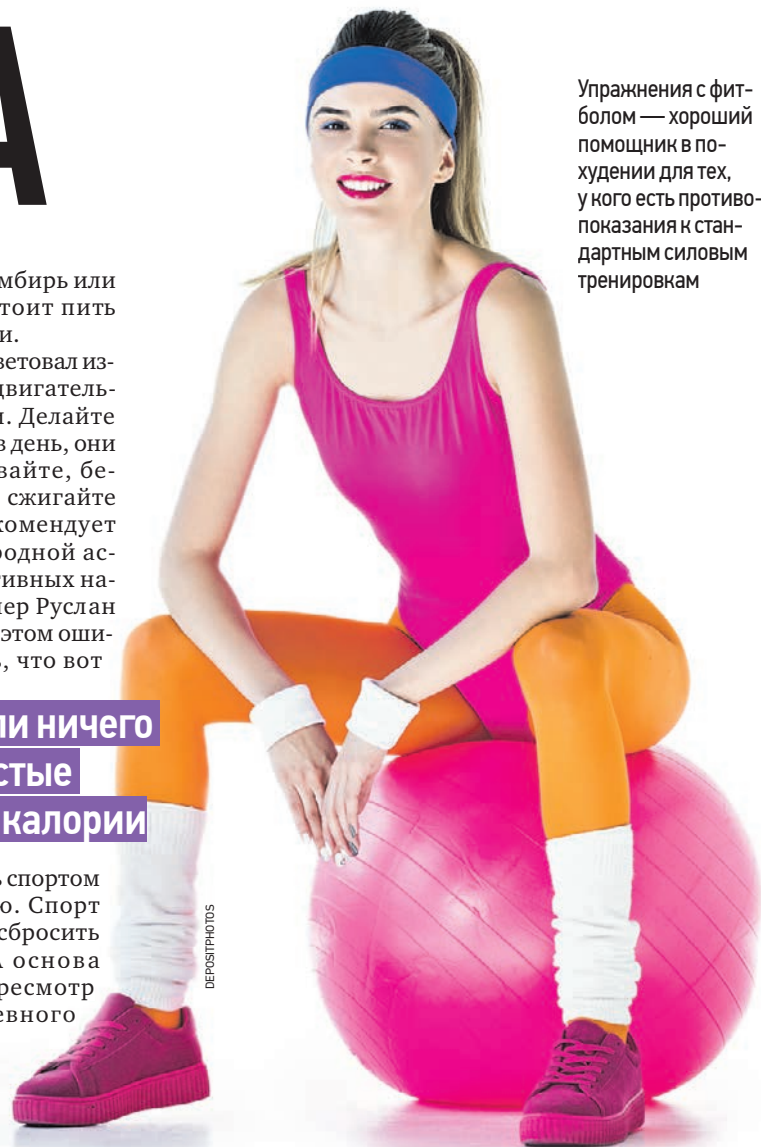 А
Упражнения с фит-
болом — хороший
помощник в по-
худении для тех,
у кого есть противо-
показания к стан-
дартным силовым
тренировкам
мбирь или
тоит пить
и.
ветовал из-
двигатель-
и. Делайте
в день, они
вайте, бе-
сжигайте
комендует
родной ас-
тивных на-
нер Руслан
этом оши-
, что вот
ли ничего
стые
калории
ь спортом
ю. Спорт
сбросить
А основа
ресмотр
евного
DEPOSITPHOTOS